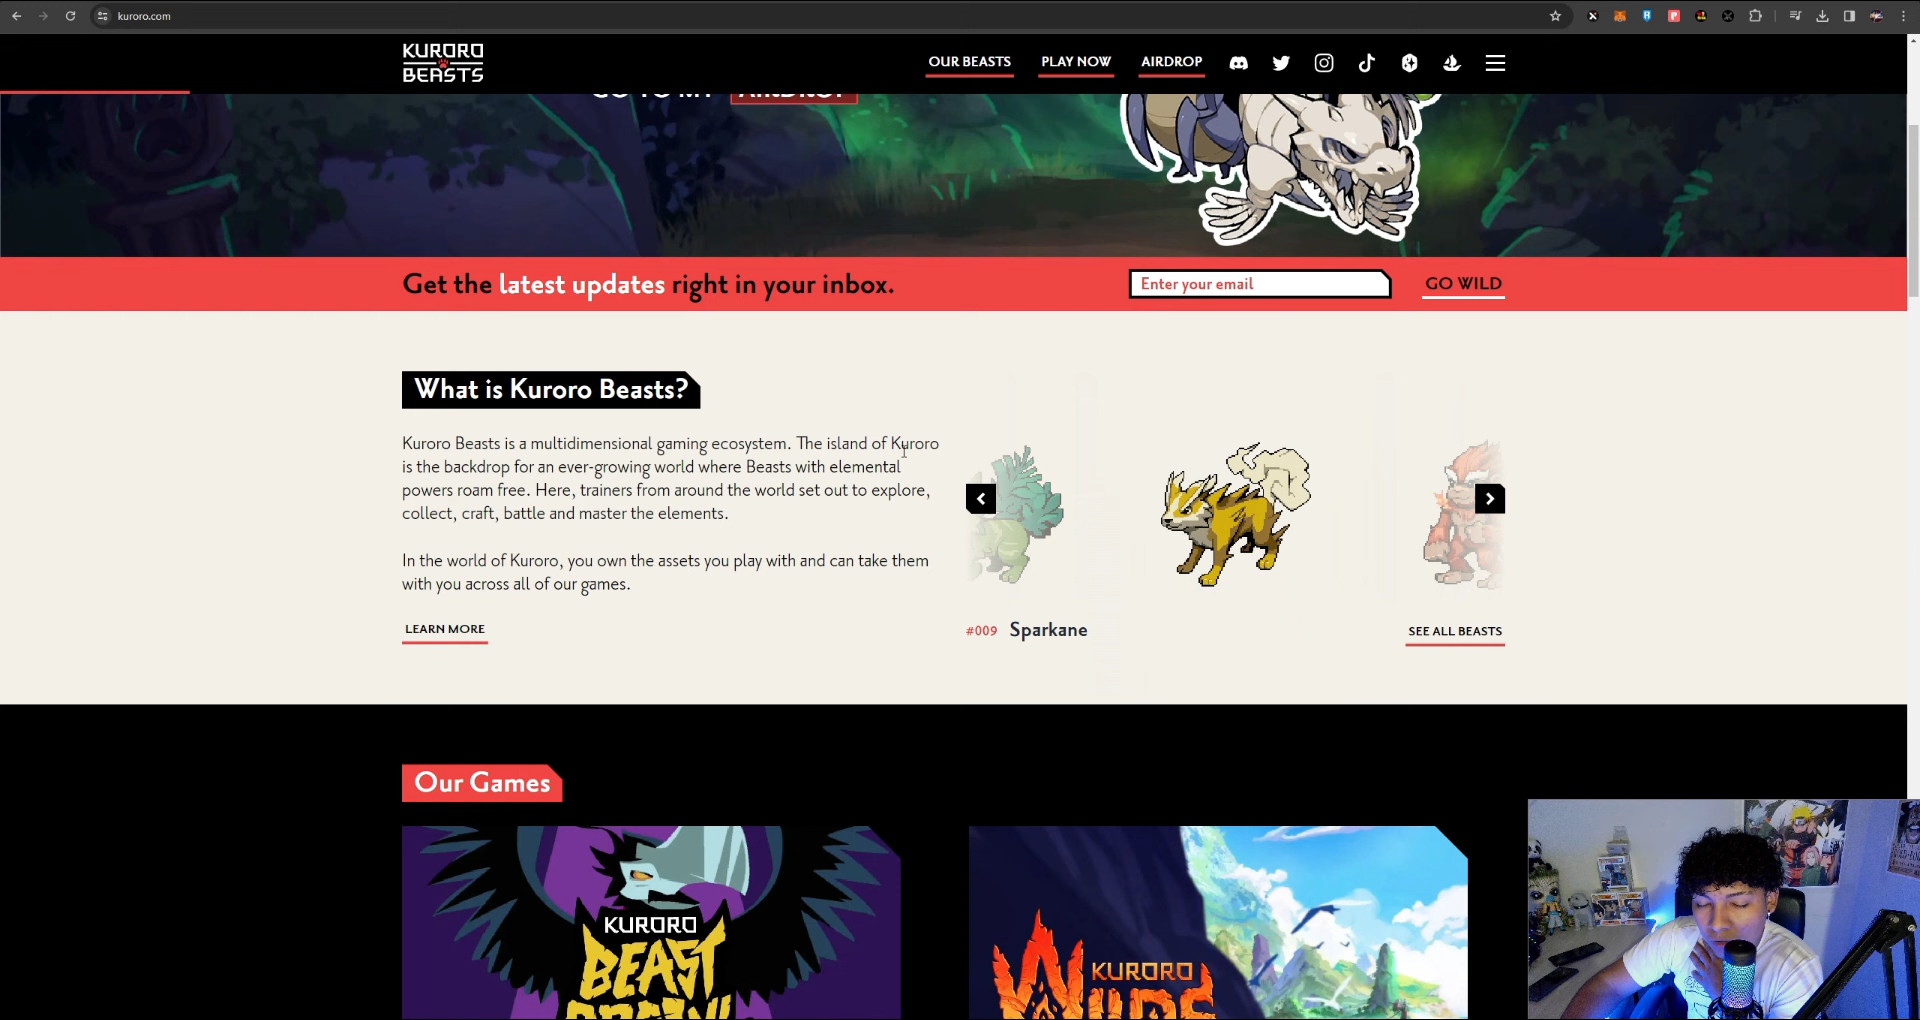 kuroro.com
KURORO
BEASTS
OUR BEASTS
PLAY NOW
AIRDROP
GO TO MY
Get the latest updates right in your inbox.
Enter your email
GO WILD
What is Kuroro Beasts?
Kuroro Beasts is a multidimensional gaming ecosystem. The island of Kuroro
is the backdrop for an ever-growing world where Beasts with elemental
powers roam free. Here, trainers from around the world set out to explore,
collect, craft, battle and master the elements.
In the world of Kuroro, you own the assets you play with and can take them
with you across all of our games.
LEARN MORE
#009 Sparkane
SEE ALL BEASTS
Our Games
KURORO
BEAST
BRAWL
KURORO
WILDS